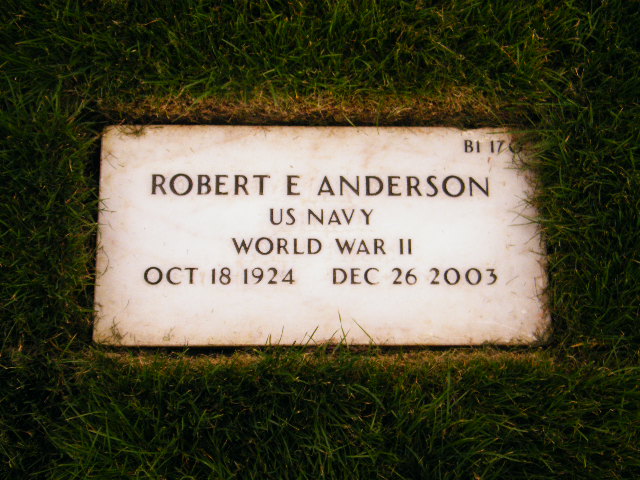 B1 17
ROBERT E ANDERSON
US NAVY
WORLD WAR II
OCT 18 1924 DEC 26 2003